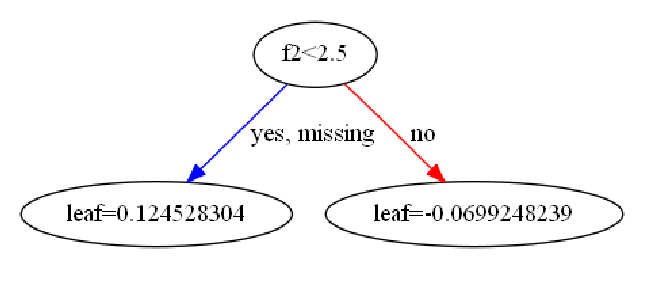 f2<2.5
yes, missing
no
leaf=0.124528304
leaf=-0.0699248239